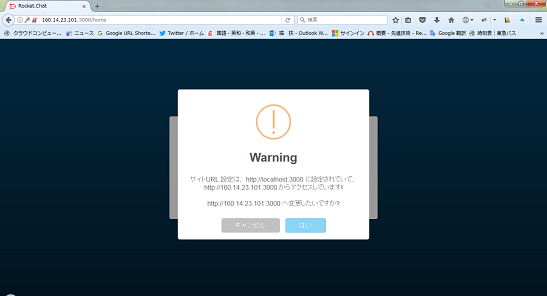 Rocket.Chat
160.14.23.101:3000/home
検索
クラウドコンピュー... ニュース Google URL Shorte... Twitter / ホーム 国語・英和・和英・... Outlook W... サインイン 概要 - 先進技術 - Re... Google 翻訳 時刻表 | 東急バス
Warning
サイトURL 設定は、http://localhost:3000 に設定されていて、
http://160.14.23.101:3000 からアクセスしています!!
http://160.14.23.101:3000 へ変更したいですか?
キャンセル はい